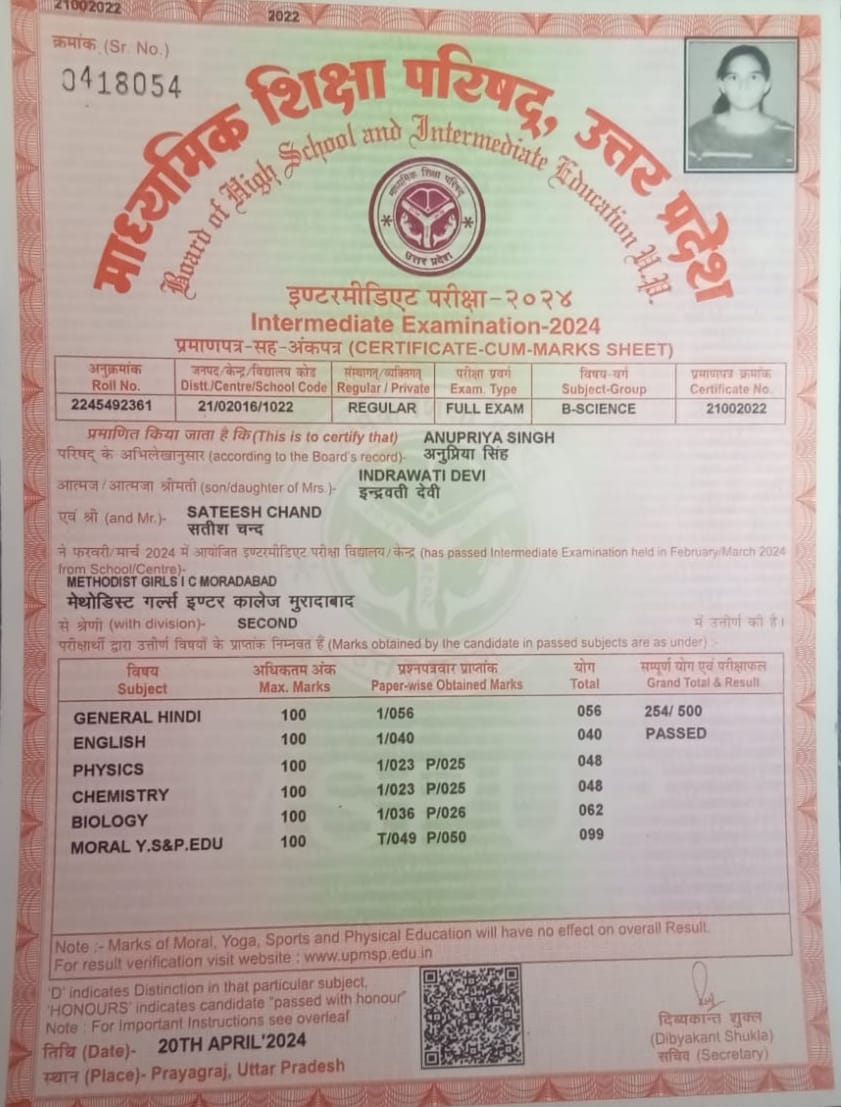 21002022
2022
क्रमांक (Sr. No.)
0418054
माध्यमिक शिक्षा परिषद्, उत्तर प्रदेश
Board of High School and Intermediate Education U.P.
माध्यमिक शिक्षा परिषद्
उत्तर प्रदेश
इण्टरमीडिएट परीक्षा-२०२४
Intermediate Examination-2024
प्रमाणपत्र-सह-अंकपत्र (CERTIFICATE-CUM-MARKS SHEET)
अनुक्रमांक जनपद/केन्द्र/विद्यालय कोड संस्थागत/व्यक्तिगत परीक्षा प्रवर्ग विषय-वर्ग प्रमाणपत्र क्रमांक
Roll No. Distt./Centre/School Code Regular / Private Exam. Type Subject-Group Certificate No.
2245492361 21/02016/1022 REGULAR FULL EXAM B-SCIENCE 21002022
प्रमाणित किया जाता है कि (This is to certify that) ANUPRIYA SINGH
परिषद् के अभिलेखानुसार (according to the Board's record)- अनुप्रिया सिंह
INDRAWATI DEVI
आत्मज/आत्मजा श्रीमती (son/daughter of Mrs.)- इन्द्रवती देवी
एवं श्री (and Mr.)- SATEESH CHAND
सतीश चन्द
ने फरवरी/मार्च 2024 में आयोजित इण्टरमीडिएट परीक्षा विद्यालय/केन्द्र (has passed Intermediate Examination held in February/March 2024
from School/Centre)-
METHODIST GIRLS I C MORADABAD
मेथोडिस्ट गर्ल्स इण्टर कालेज मुरादाबाद
से श्रेणी (with division)- SECOND में उत्तीर्ण की है।
परीक्षार्थी द्वारा उत्तीर्ण विषयों के प्राप्तांक निम्नवत हैं (Marks obtained by the candidate in passed subjects are as under) :-
विषय अधिकतम अंक प्रश्नपत्रवार प्राप्तांक योग सम्पूर्ण योग एवं परीक्षाफल
Subject Max. Marks Paper-wise Obtained Marks Total Grand Total & Result
GENERAL HINDI 100 1/056 056 254/ 500
ENGLISH 100 1/040 040 PASSED
PHYSICS 100 1/023 P/025 048
CHEMISTRY 100 1/023 P/025 048
BIOLOGY 100 1/036 P/026 062
MORAL Y.S&P.EDU 100 T/049 P/050 099
Note :- Marks of Moral, Yoga, Sports and Physical Education will have no effect on overall Result.
For result verification visit website : www.upmsp.edu.in
'D' indicates Distinction in that particular subject,
'HONOURS' indicates candidate "passed with honour"
Note : For Important Instructions see overleaf
तिथि (Date)- 20TH APRIL'2024
स्थान (Place)- Prayagraj, Uttar Pradesh
दिब्यकान्त शुक्ल
(Dibyakant Shukla)
सचिव (Secretary)